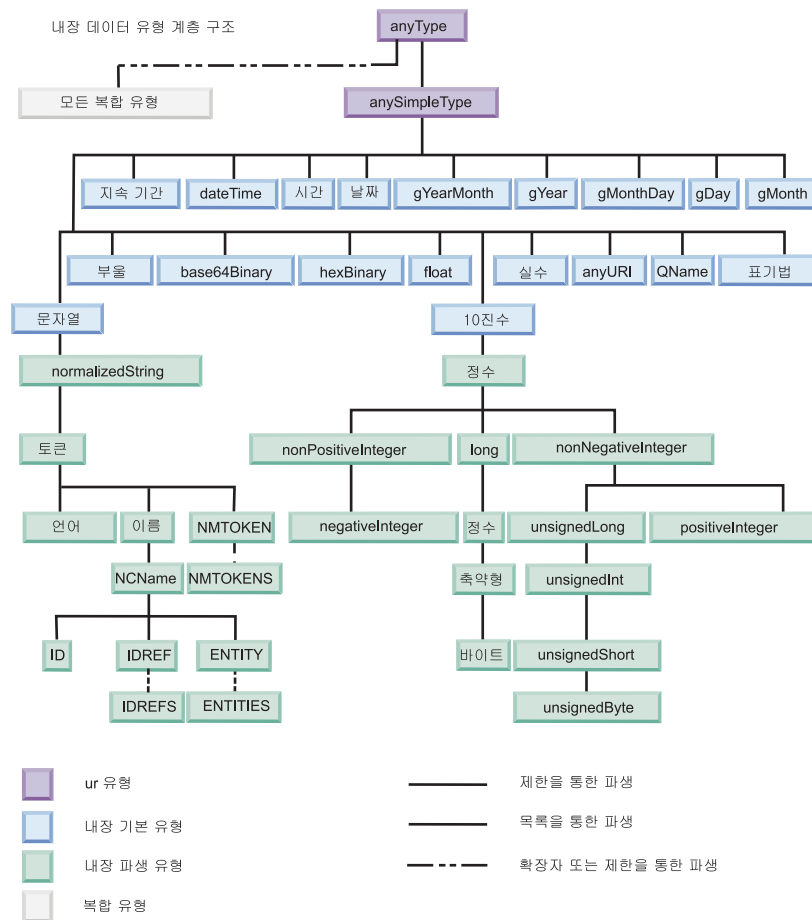 내장 데이터 유형 계층 구조
anyType
모든 복합 유형
anySimpleType
지속 기간
dateTime
시간
날짜
gYearMonth
gYear
gMonthDay
gDay
gMonth
부울
base64Binary
hexBinary
float
실수
anyURI
QName
표기법
문자열
10진수
normalizedString
정수
토큰
nonPositiveInteger
long
nonNegativeInteger
언어
이름
NMTOKEN
negativeInteger
정수
unsignedLong
positiveInteger
NCName
NMTOKENS
축약형
unsignedInt
ID
IDREF
ENTITY
바이트
unsignedShort
IDREFS
ENTITIES
unsignedByte
ur 유형
제한을 통한 파생
내장 기본 유형
목록을 통한 파생
내장 파생 유형
확장자 또는 제한을 통한 파생
복합 유형